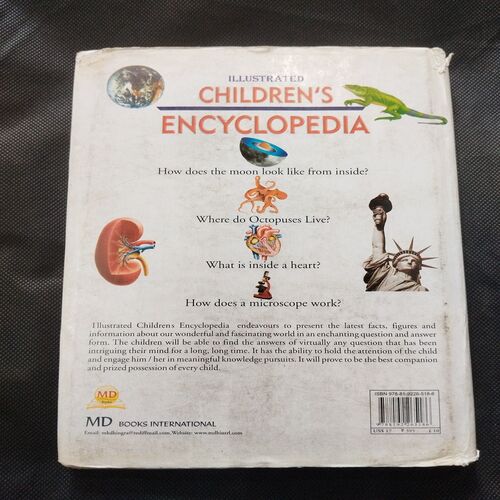 ILLUSTRATED
CHILDREN'S
ENCYCLOPEDIA
How does the moon look like from inside?
Where do Octopuses Live?
What is inside a heart?
How does a microscope work?
Illustrated Childrens Encyclopedia endeavours to present the latest facts, figures and
information about our wonderful and fascinating world in an enchanting question and answer
form. The children will be able to find the answers of virtually any question that has been
intriguing their mind for a long, long time. It has the ability to hold the attention of the child
and engage him / her in meaningful knowledge pursuits. It will prove to be the best companion
and prized possession of every child.
MD
MD BOOKS INTERNATIONAL